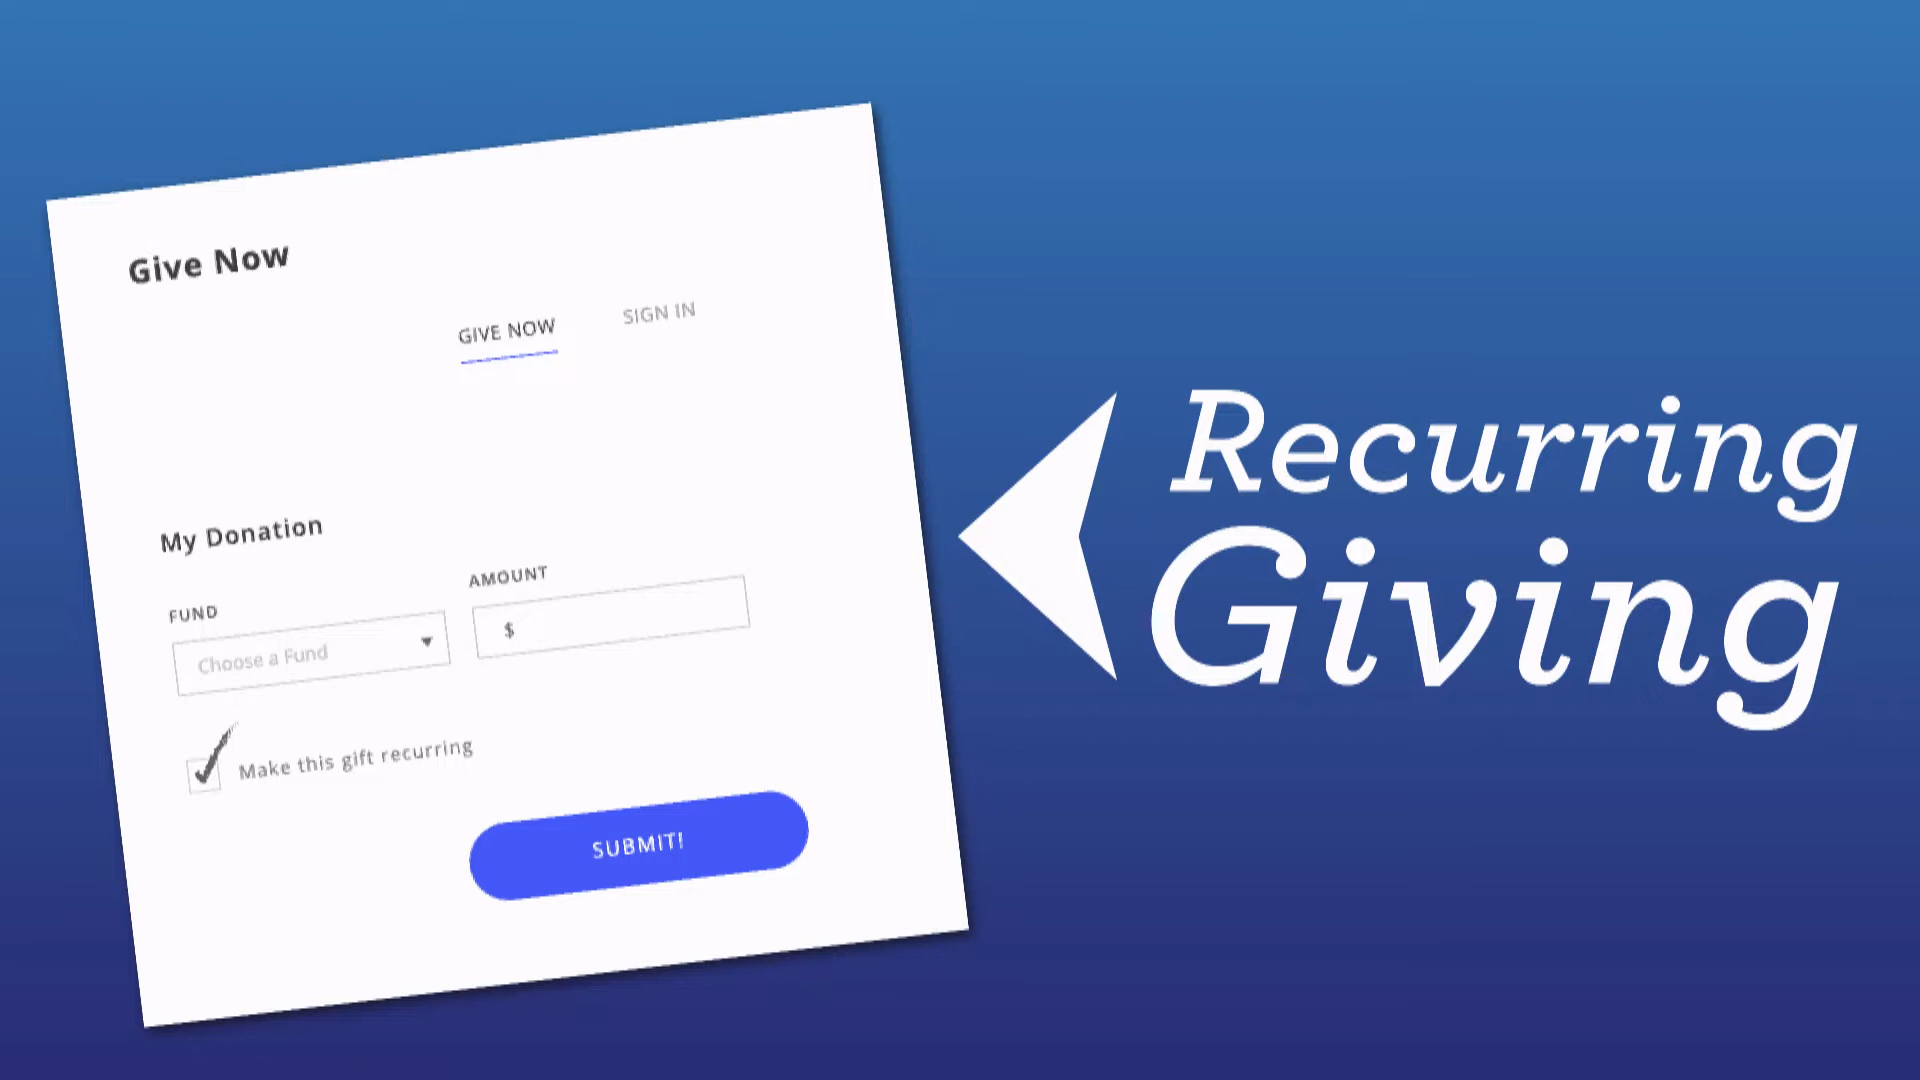 Give Now
GIVE NOW SIGN IN
My Donation
FUND AMOUNT
Choose a Fund $
Make this gift recurring
SUBMIT!
Recurring
Giving